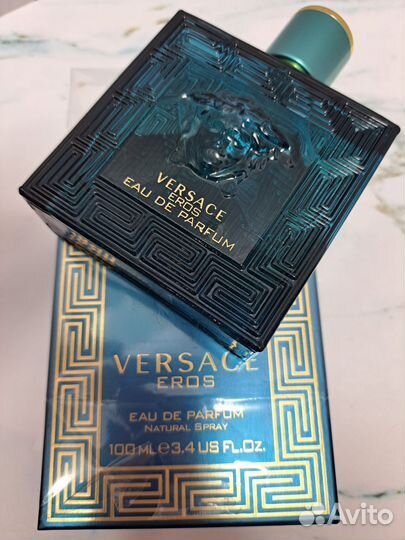 VERSACE
EROS
EAU DE PARFUM
VERSACE
EROS
EAU DE PARFUM
NATURAL SPRAY
100 ML℮3.4 US FL.OZ.
Avito